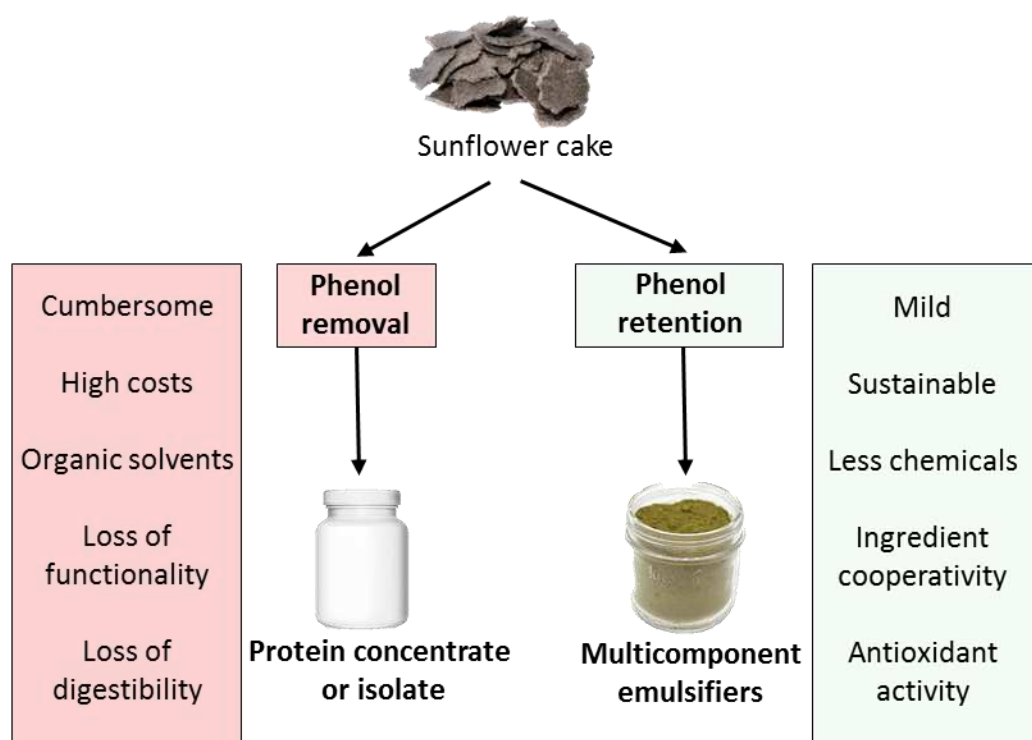 Sunflower cake
Phenol
removal
Phenol
retention
Cumbersome
High costs
Organic solvents
Loss of
functionality
Loss of
digestibility
Protein concentrate
or isolate
Multicomponent
emulsifiers
Mild
Sustainable
Less chemicals
Ingredient
cooperativity
Antioxidant
activity